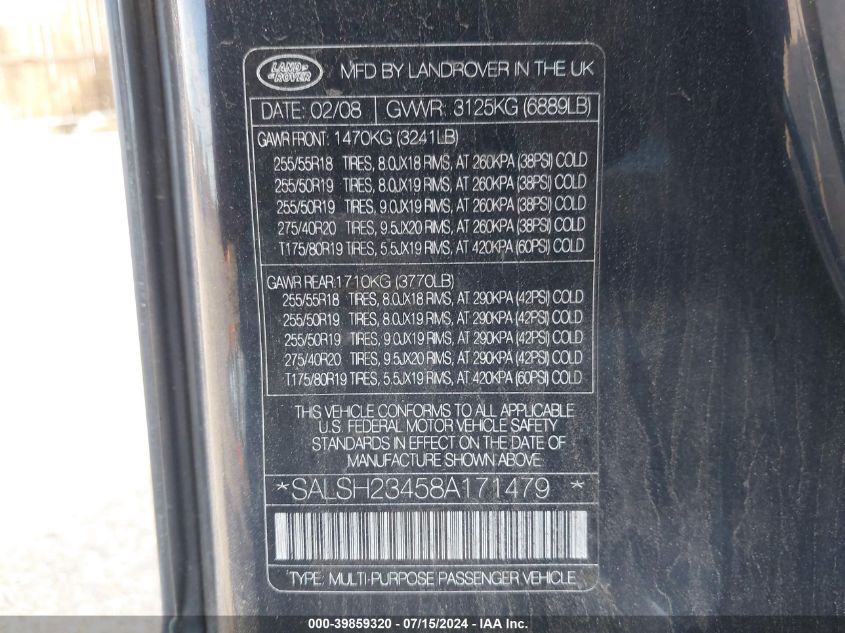 LAND ROVER
MFD BY LANDROVER IN THE UK
DATE: 02/08 GVWR: 3125KG (6889LB)
GAWR FRONT: 1470KG (3241LB)
255/55R18 TIRES, 8.0JX18 RIMS, AT 260KPA (38PSI) COLD
255/50R19 TIRES, 8.0JX19 RIMS, AT 260KPA (38PSI) COLD
255/50R19 TIRES, 9.0JX19 RIMS, AT 260KPA (38PSI) COLD
275/40R20 TIRES, 9.5JX20 RIMS, AT 260KPA (38PSI) COLD
T175/80R19 TIRES, 5.5JX19 RIMS, AT 420KPA (60PSI) COLD
GAWR REAR:1710KG (3770LB)
255/55R18 TIRES, 8.0JX18 RIMS, AT 290KPA (42PSI) COLD
255/50R19 TIRES, 8.0JX19 RIMS, AT 290KPA (42PSI) COLD
255/50R19 TIRES, 9.0JX19 RIMS, AT 290KPA (42PSI) COLD
275/40R20 TIRES, 9.5JX20 RIMS, AT 290KPA (42PSI) COLD
T175/80R19 TIRES, 5.5JX19 RIMS, AT 420KPA (60PSI) COLD
THIS VEHICLE CONFORMS TO ALL APPLICABLE
U.S. FEDERAL MOTOR VEHICLE SAFETY
STANDARDS IN EFFECT ON THE DATE OF
MANUFACTURE SHOWN ABOVE
*SALSH23458A171479 *
TYPE: MULTI-PURPOSE PASSENGER VEHICLE
000-39859320 - 07/15/2024 - IAA Inc.